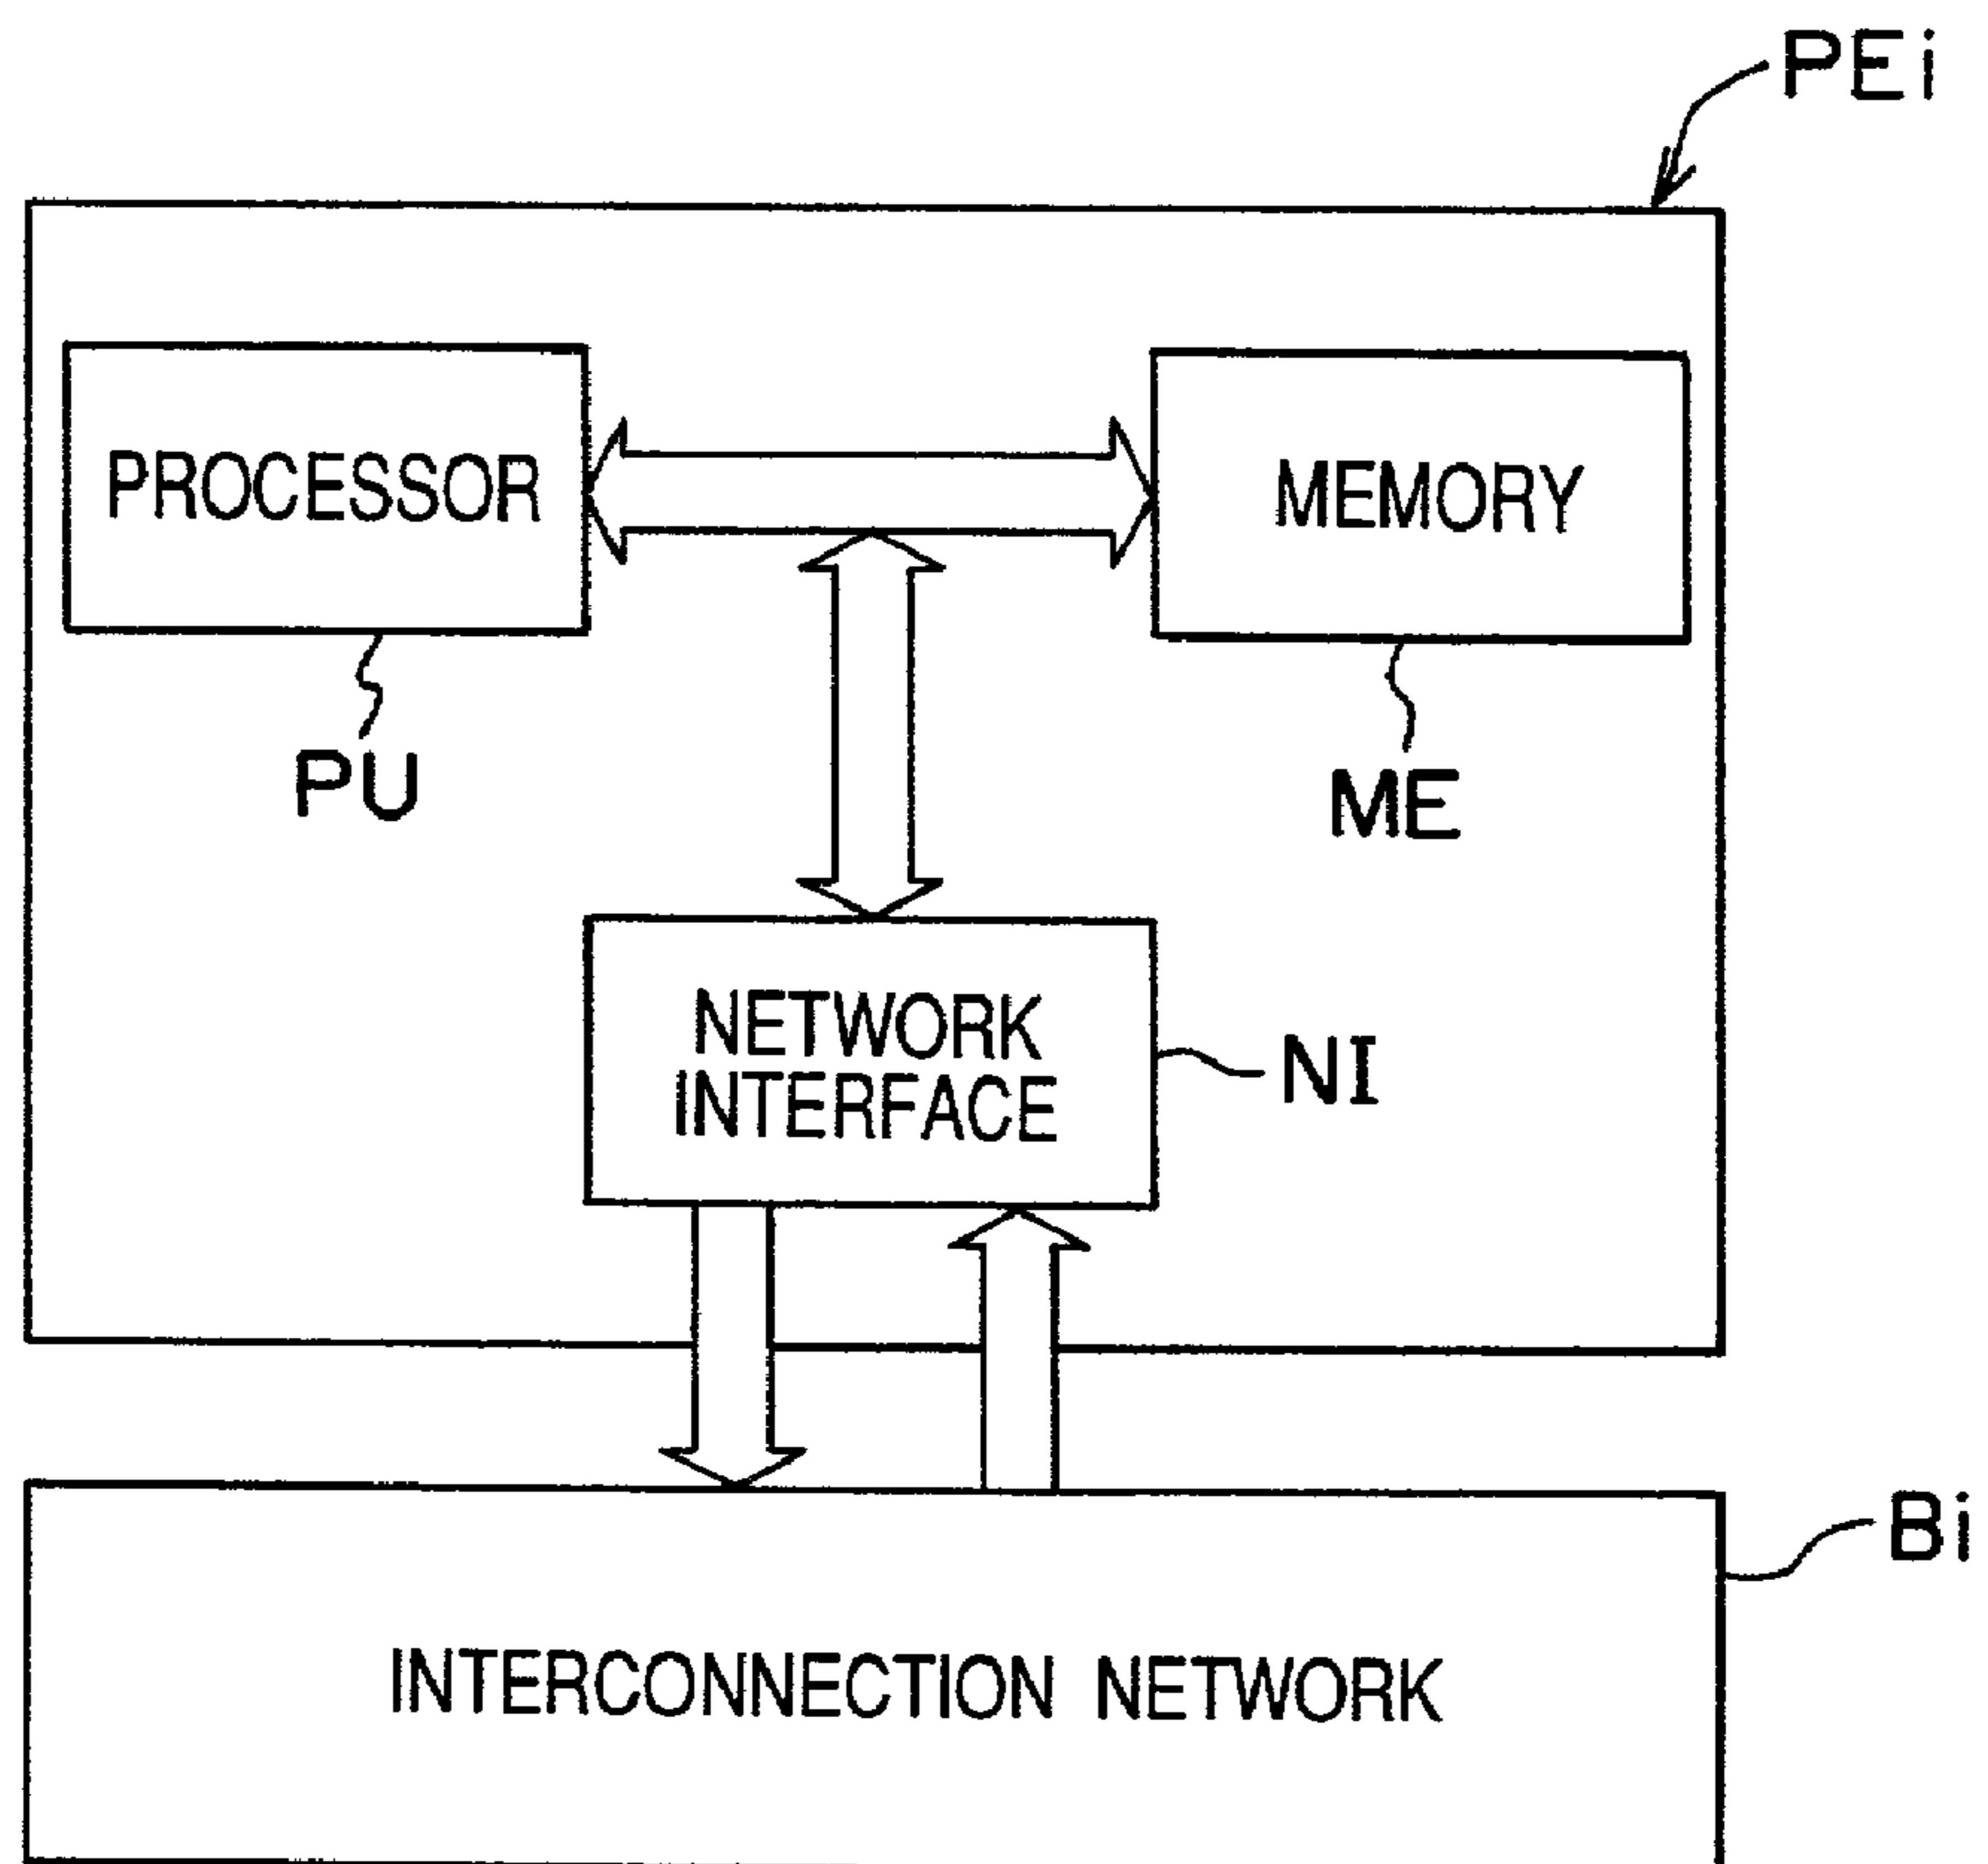 PEi
PROCESSOR
MEMORY
PU
ME
NETWORK
INTERFACE
NI
Bi
INTERCONNECTION NETWORK